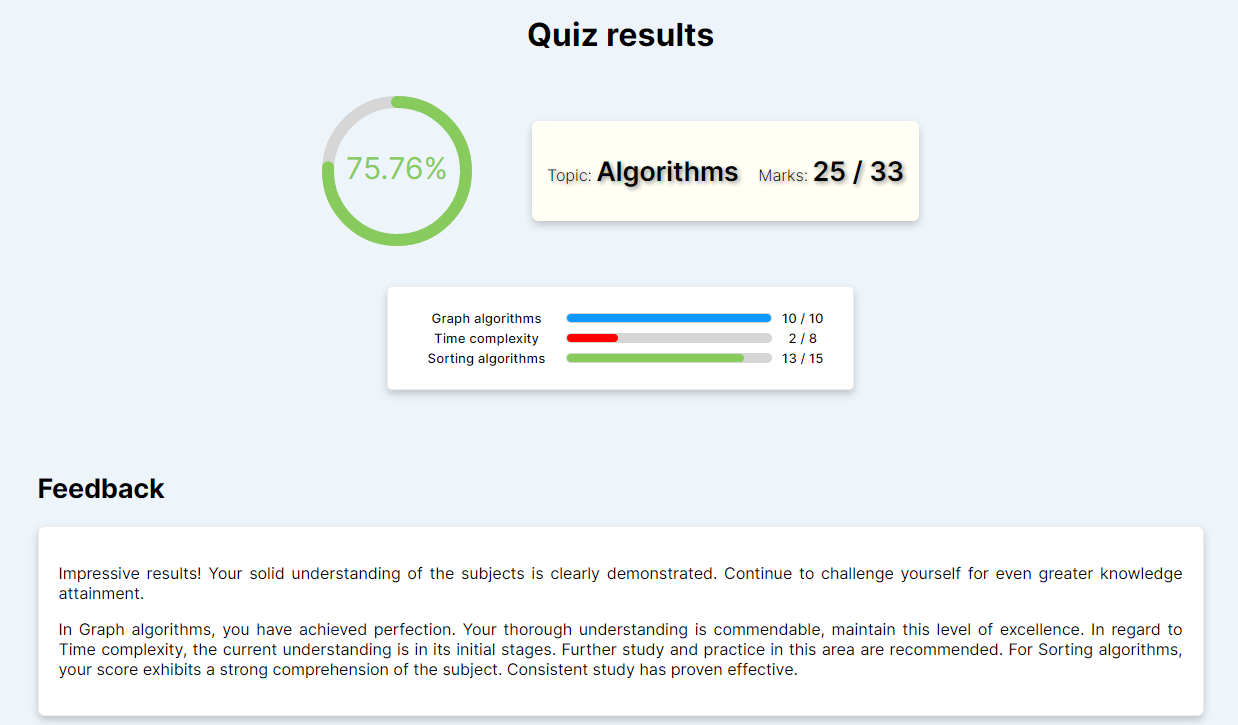 Quiz results
75.76%
Topic: Algorithms Marks: 25 / 33
Graph algorithms 10 / 10
Time complexity 2 / 8
Sorting algorithms 13 / 15
Feedback
Impressive results! Your solid understanding of the subjects is clearly demonstrated. Continue to challenge yourself for even greater knowledge
attainment.
In Graph algorithms, you have achieved perfection. Your thorough understanding is commendable, maintain this level of excellence. In regard to
Time complexity, the current understanding is in its initial stages. Further study and practice in this area are recommended. For Sorting algorithms,
your score exhibits a strong comprehension of the subject. Consistent study has proven effective.